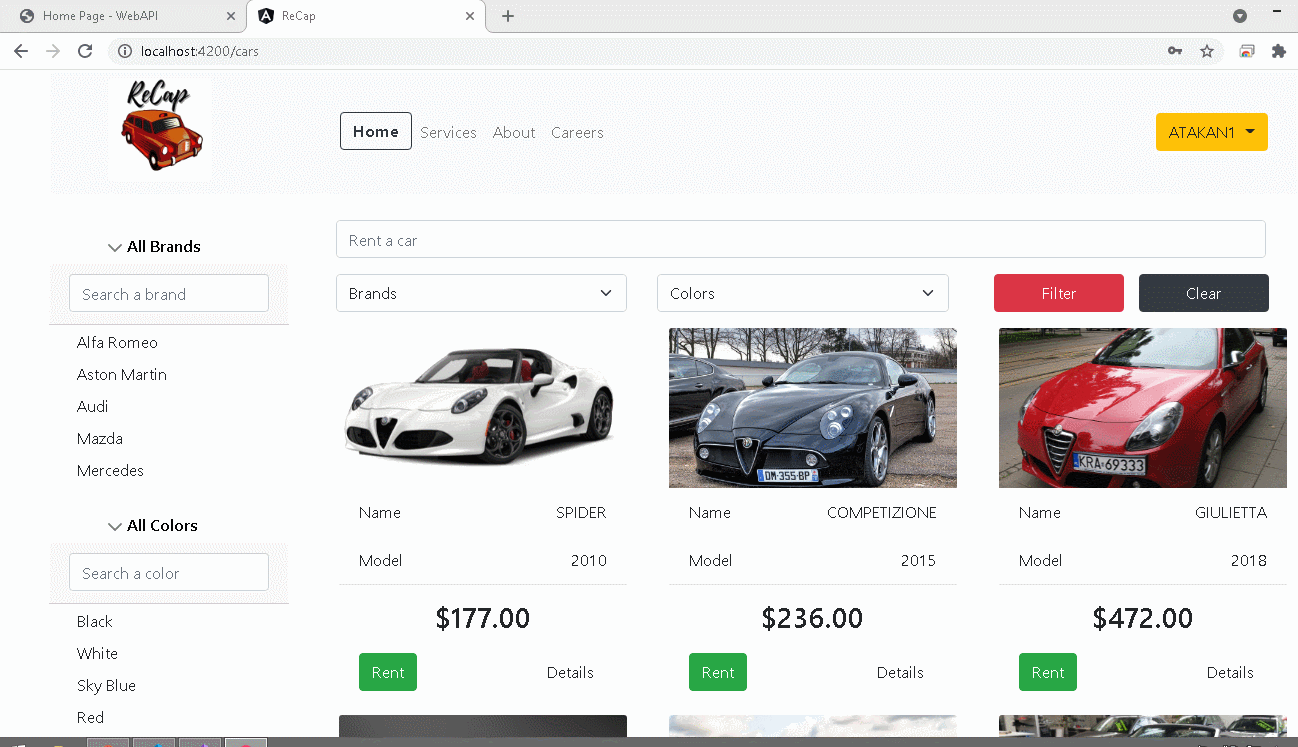 Home Page - WebAPI
ReCap
localhost:4200/cars
ReCap
Home Services About Careers
ATAKAN1
All Brands
Search a brand
Alfa Romeo
Aston Martin
Audi
Mazda
Mercedes
All Colors
Search a color
Black
White
Sky Blue
Red
Rent a car
Brands Colors Filter Clear
DM-355-BP
KRA 69333
Name SPIDER
Model 2010
$177.00
Rent Details
Name COMPETIZIONE
Model 2015
$236.00
Rent Details
Name GIULIETTA
Model 2018
$472.00
Rent Details